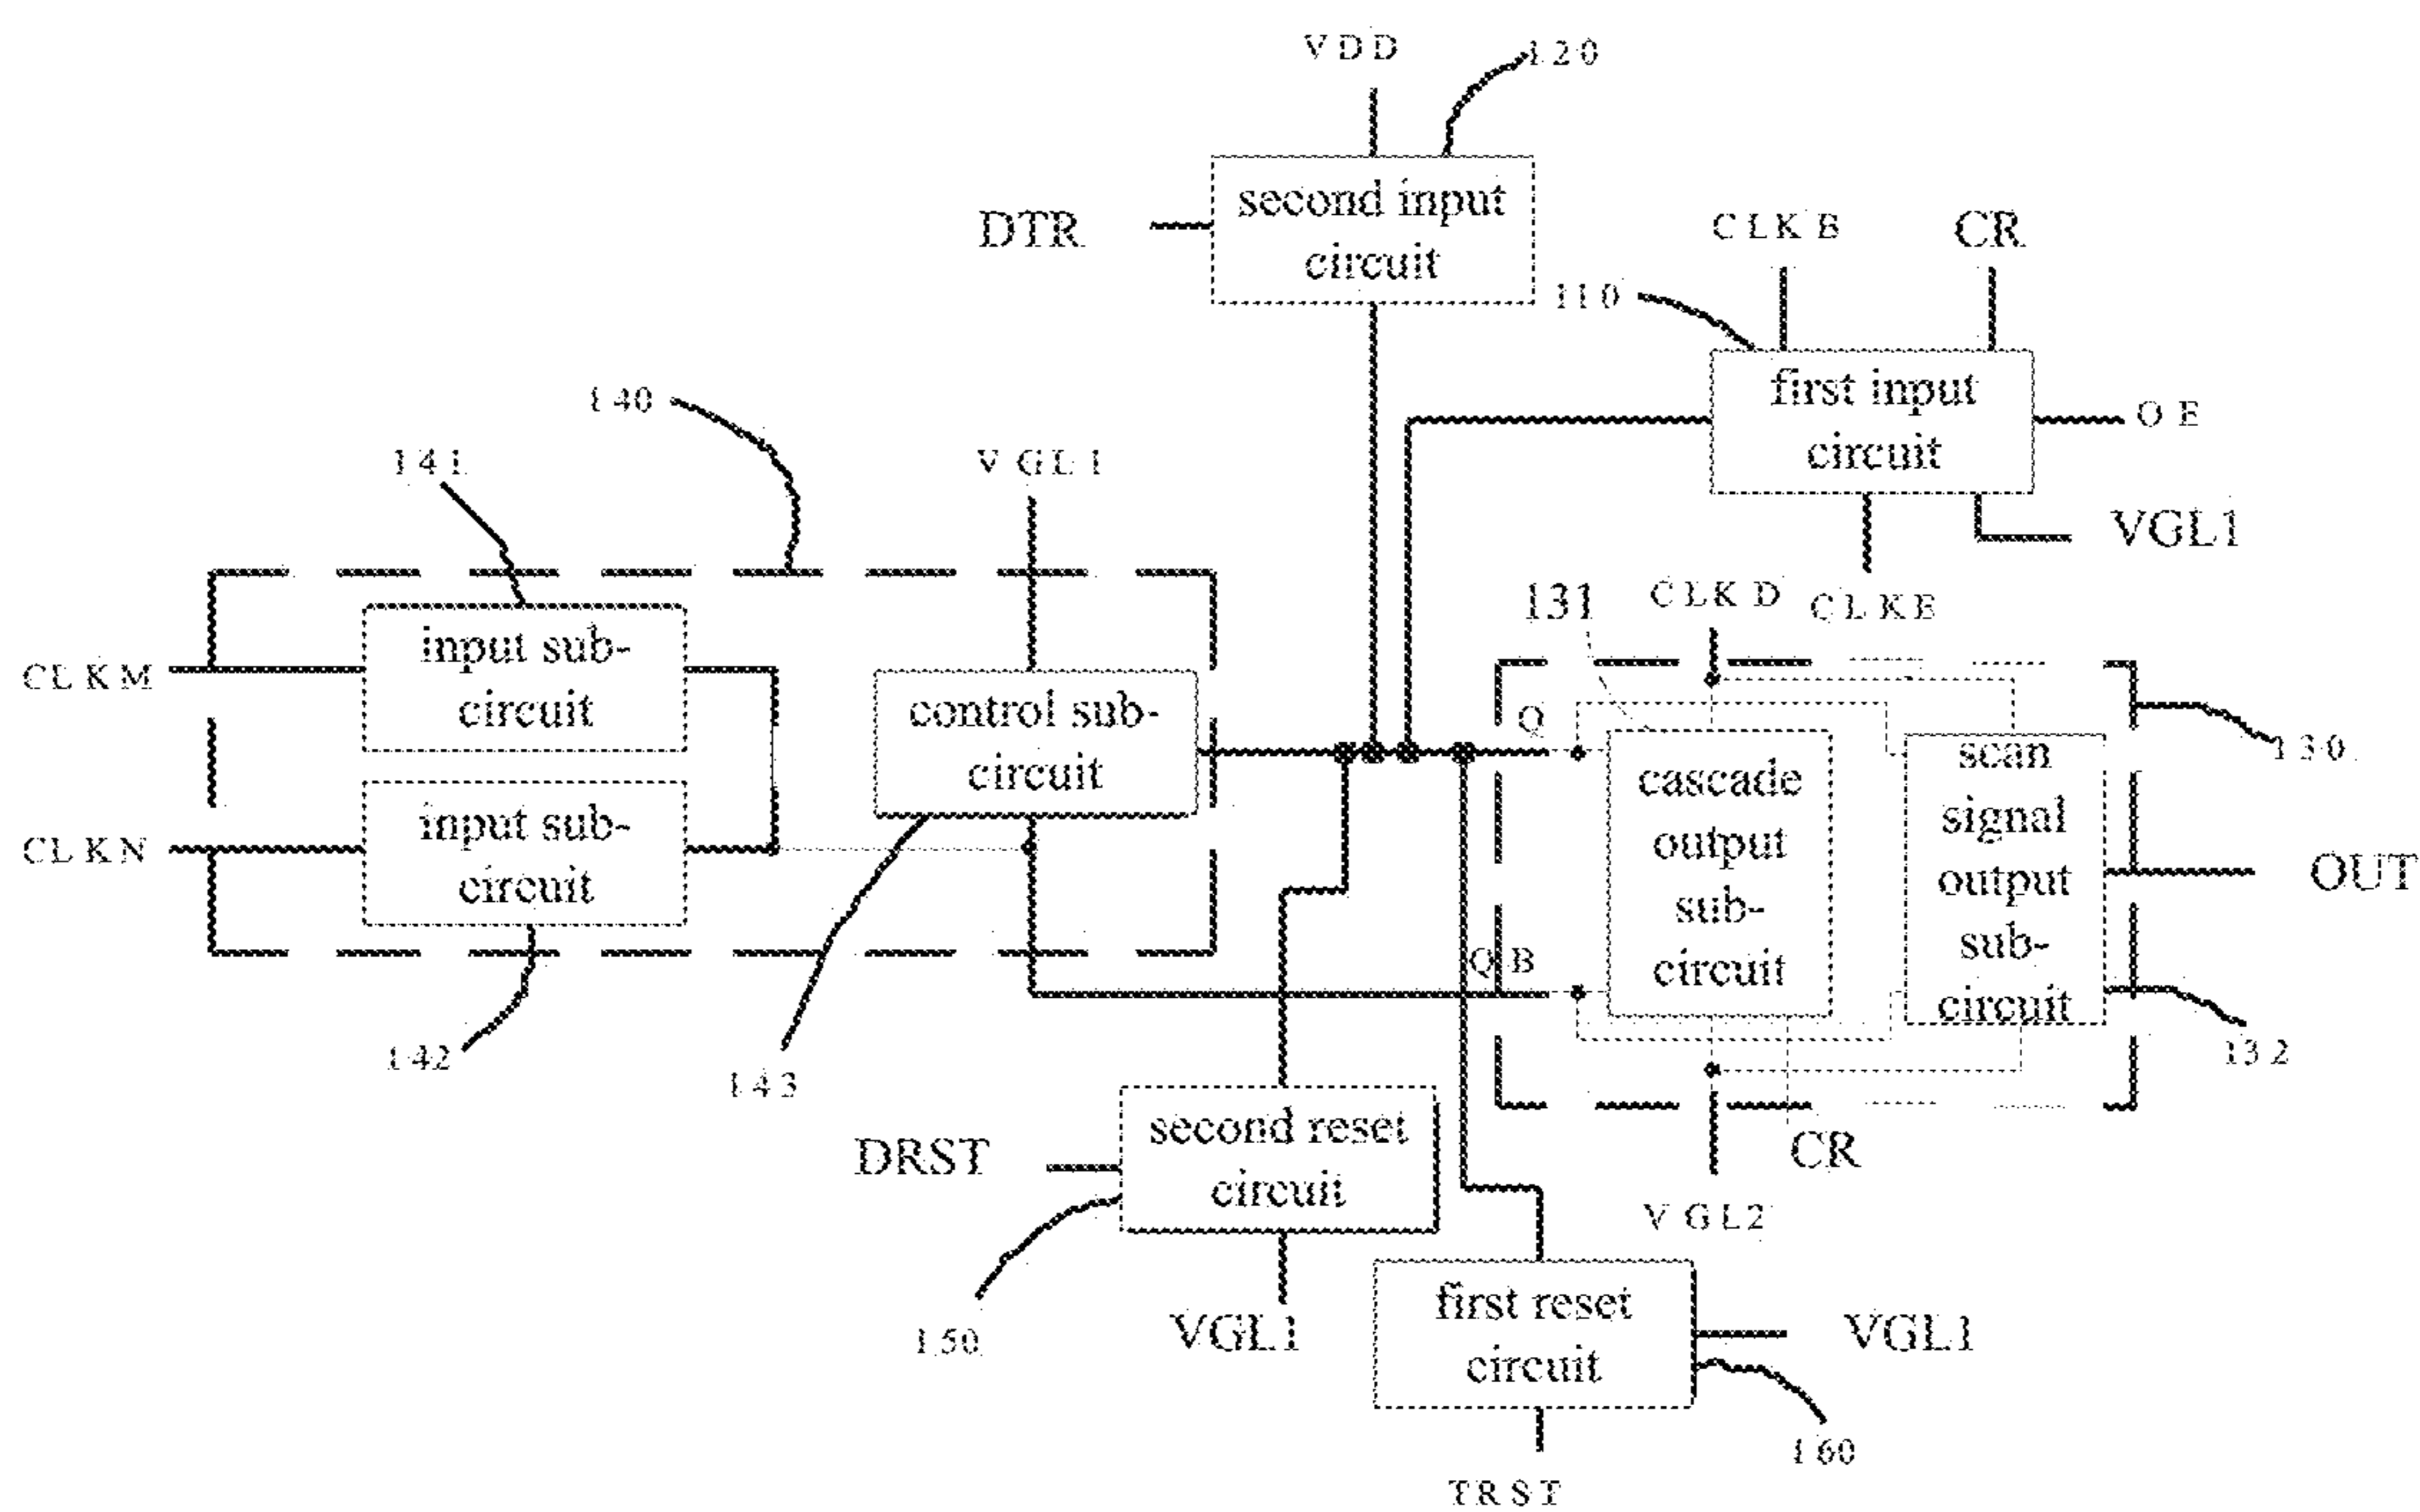 VDD
120
second input
circuit
DTR
CLKB
CR
110
first input
circuit
OE
VGL1
CLKE
140
141
VGL1
input sub-
circuit
CLKM
control sub-
circuit
input sub-
circuit
CLKN
142
143
131
CLKD
Q
QB
cascade
output
sub-
circuit
scan
signal
output
sub-
circuit
130
OUT
132
CR
VGL2
second reset
circuit
DRST
150
VGL1
first reset
circuit
VGL1
160
TRST